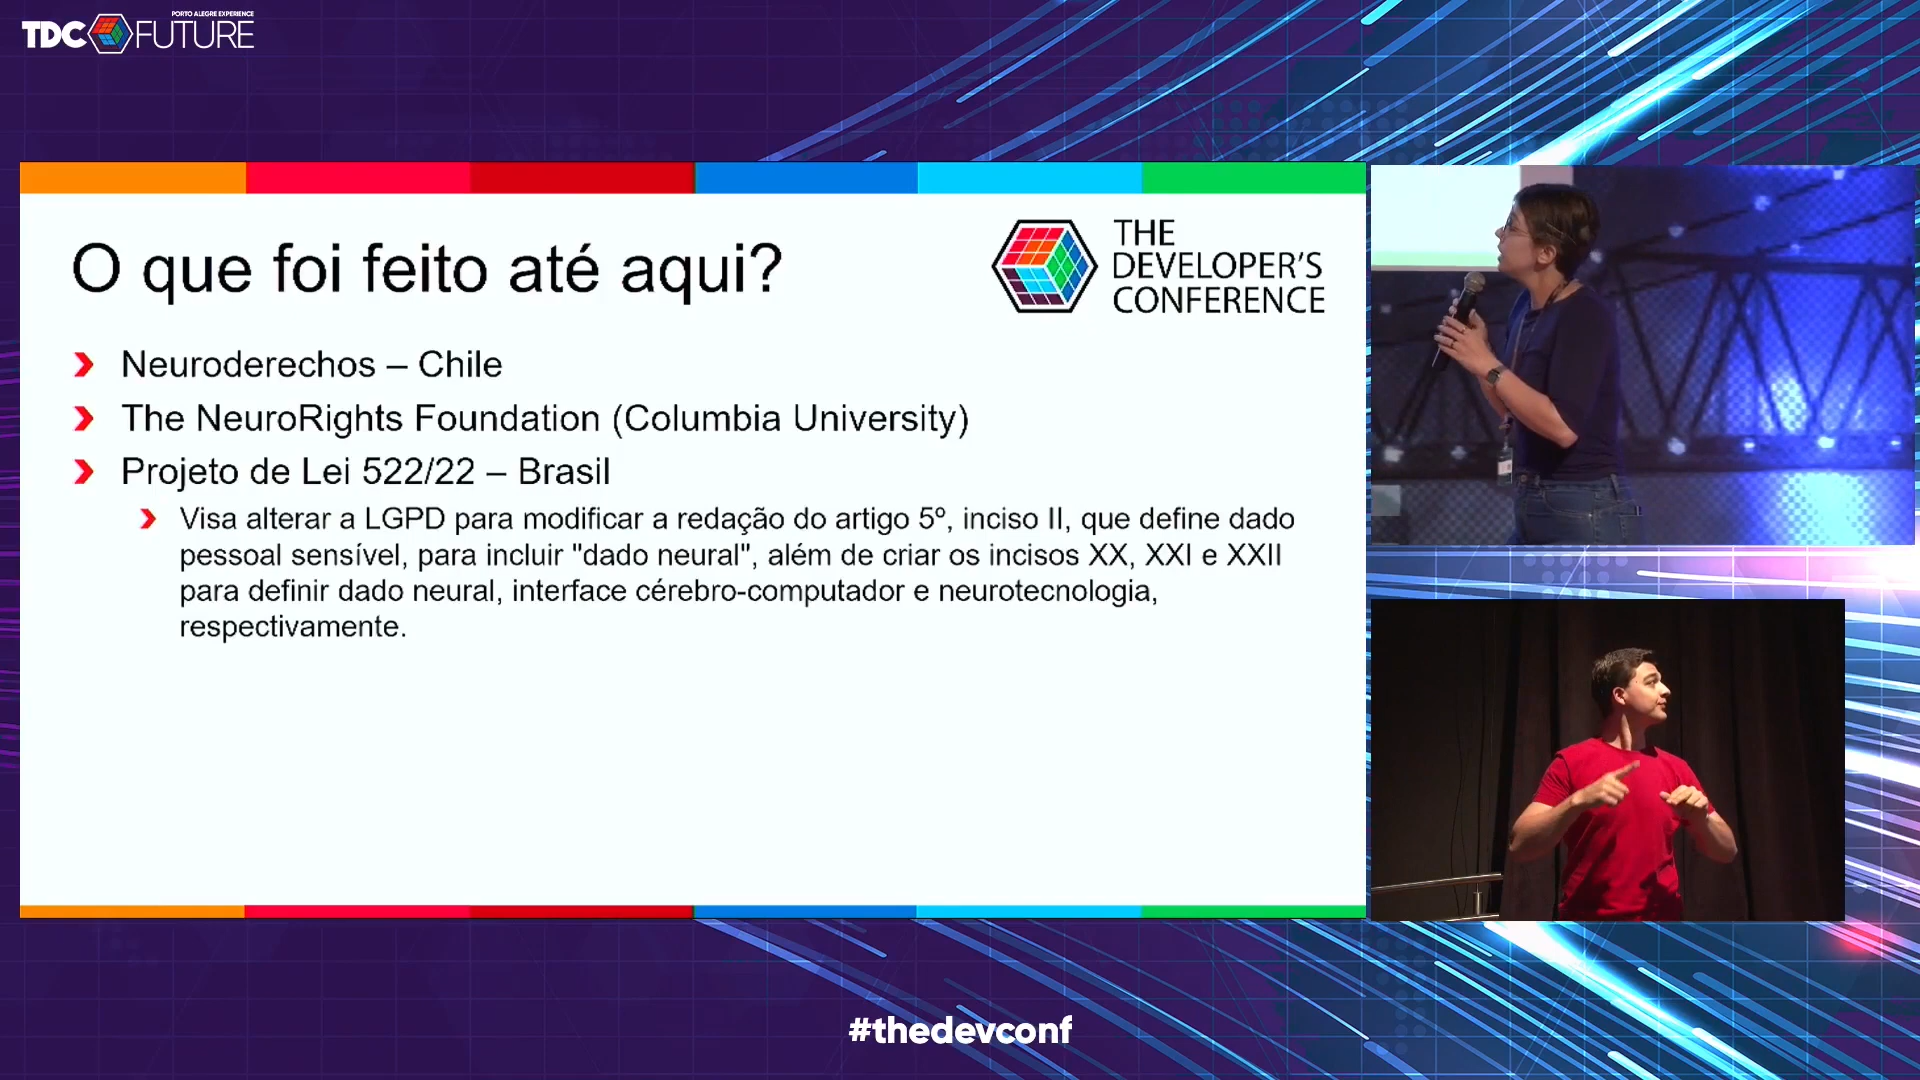 PORTO ALEGRE EXPERIENCE
TDC FUTURE
O que foi feito até aqui?
THE
DEVELOPER'S
CONFERENCE
Neuroderechos – Chile
The NeuroRights Foundation (Columbia University)
Projeto de Lei 522/22 – Brasil
Visa alterar a LGPD para modificar a redação do artigo 5º, inciso II, que define dado
pessoal sensível, para incluir "dado neural", além de criar os incisos XX, XXI e XXII
para definir dado neural, interface cérebro-computador e neurotecnologia,
respectivamente.
#thedevconf